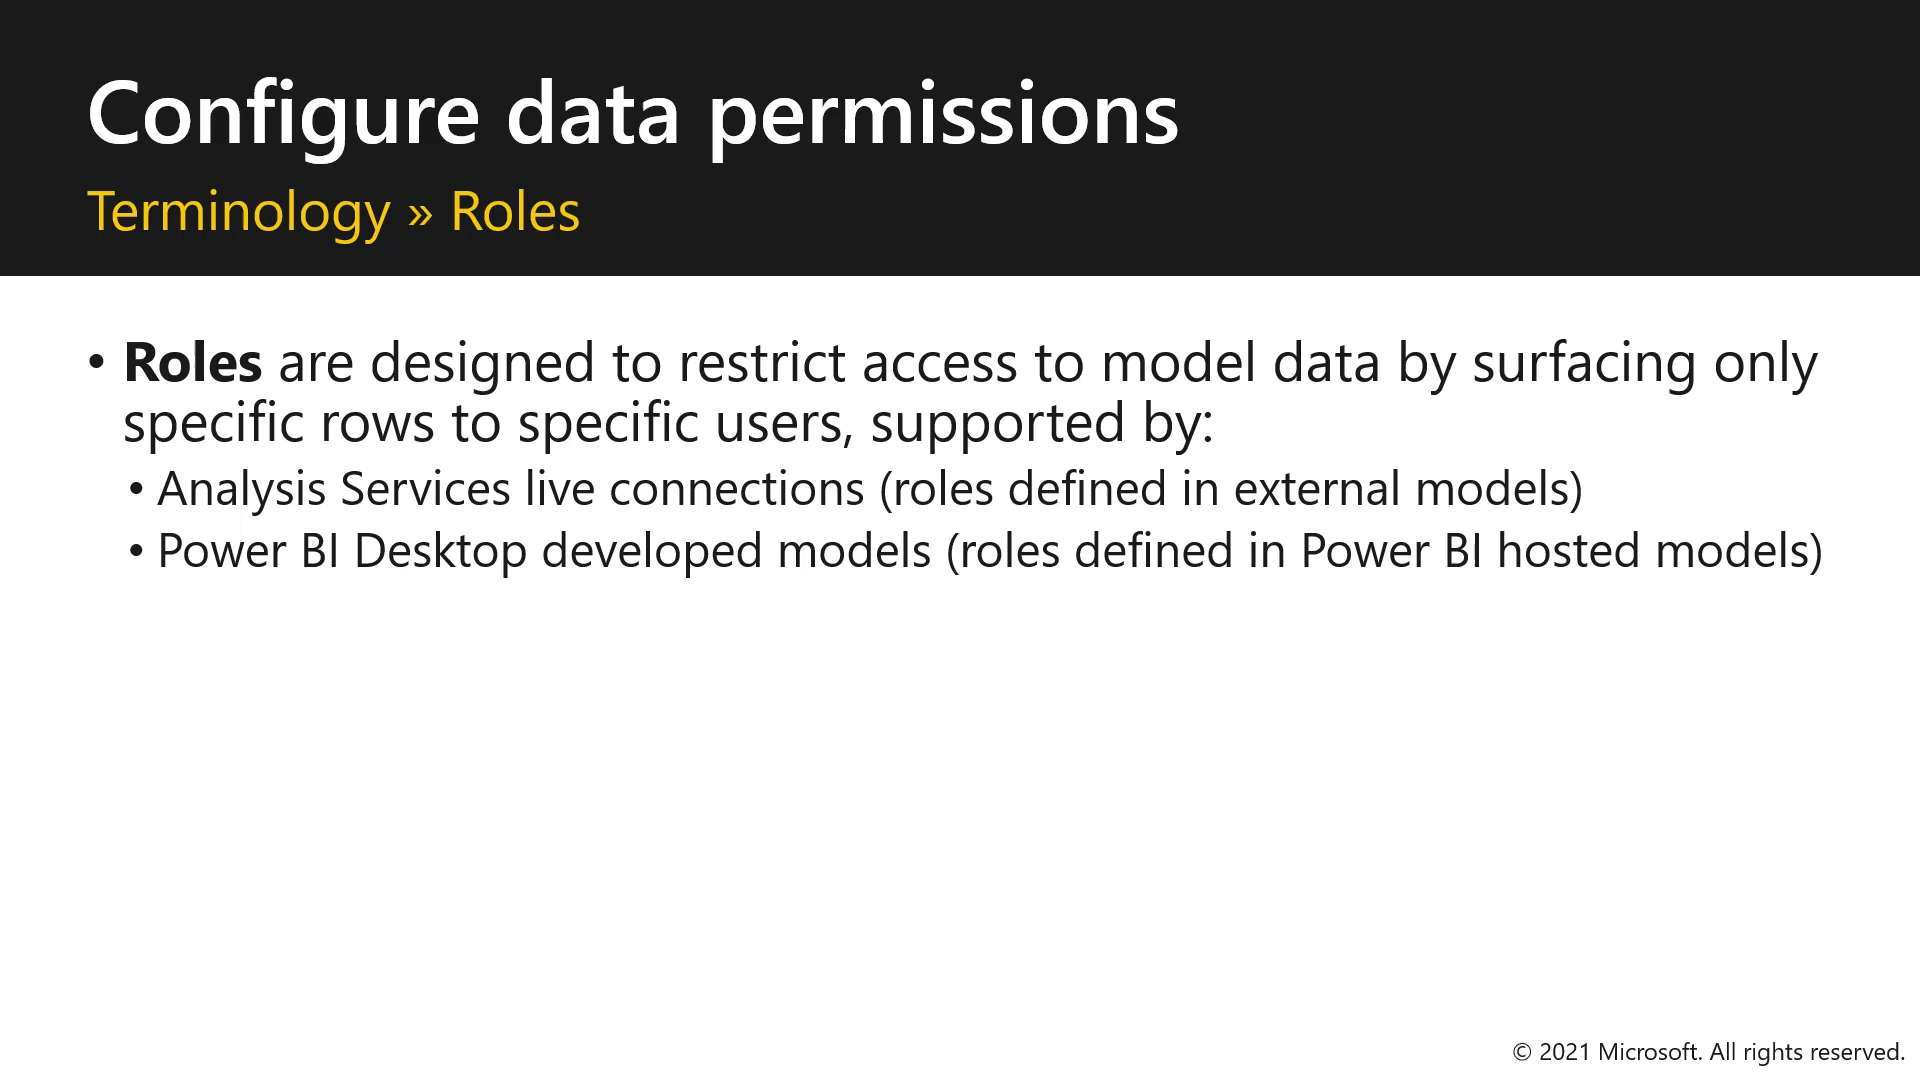 Configure data permissions
Terminology » Roles
• Roles are designed to restrict access to model data by surfacing only
specific rows to specific users, supported by:
• Analysis Services live connections (roles defined in external models)
• Power BI Desktop developed models (roles defined in Power BI hosted models)
© 2021 Microsoft. All rights reserved.